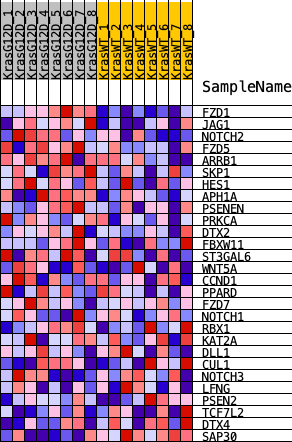 KrasG12D_1
KrasG12D_2
KrasG12D_3
KrasG12D_4
KrasG12D_5
KrasG12D_6
KrasG12D_7
KrasG12D_8
KrasWT_1
KrasWT_2
KrasWT_3
KrasWT_4
KrasWT_5
KrasWT_6
KrasWT_7
KrasWT_8
SampleName
FZD1
JAG1
NOTCH2
FZD5
ARRB1
SKP1
HES1
APH1A
PSENEN
PRKCA
DTX2
FBXW11
ST3GAL6
WNT5A
CCND1
PPARD
FZD7
NOTCH1
RBX1
KAT2A
DLL1
CUL1
NOTCH3
LFNG
PSEN2
TCF7L2
DTX4
SAP30